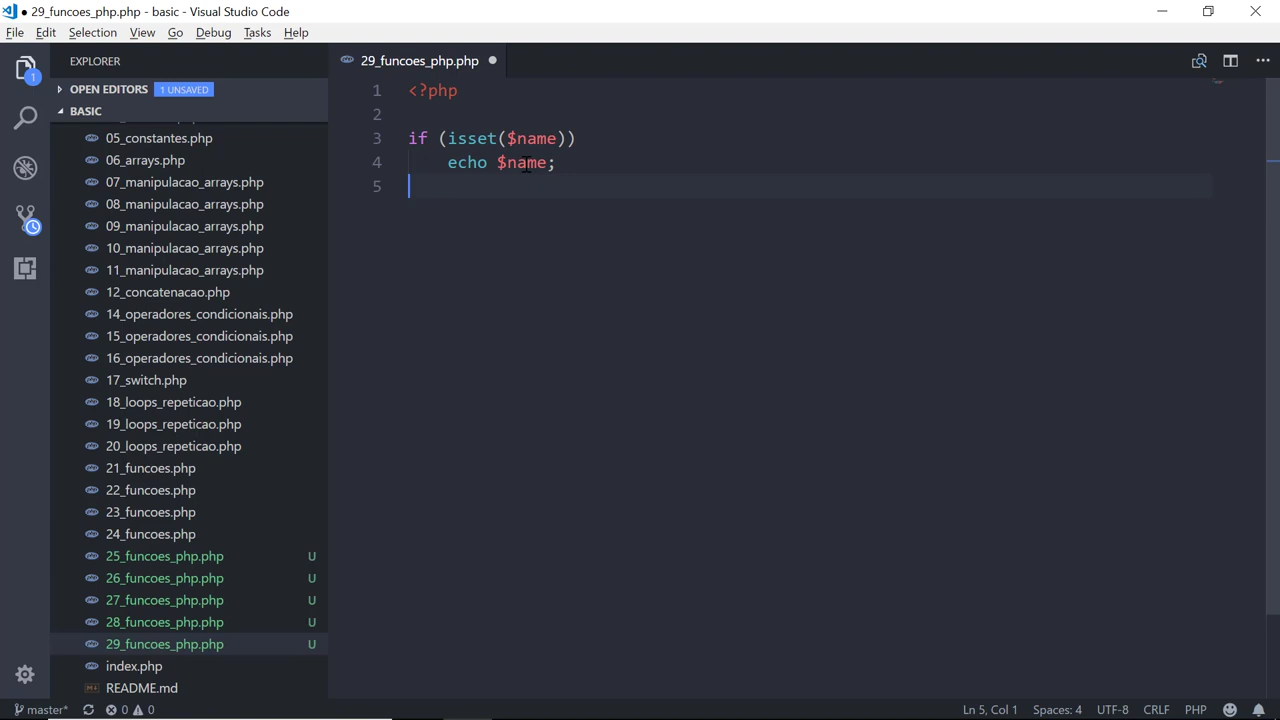 29_funcoes_php.php - basic - Visual Studio Code
File Edit Selection View Go Debug Tasks Help
EXPLORER
29_funcoes_php.php
OPEN EDITORS 1 UNSAVED
BASIC
05_constantes.php
06_arrays.php
07_manipulacao_arrays.php
08_manipulacao_arrays.php
09_manipulacao_arrays.php
10_manipulacao_arrays.php
11_manipulacao_arrays.php
12_concatenacao.php
14_operadores_condicionais.php
15_operadores_condicionais.php
16_operadores_condicionais.php
17_switch.php
18_loops_repeticao.php
19_loops_repeticao.php
20_loops_repeticao.php
21_funcoes.php
22_funcoes.php
23_funcoes.php
24_funcoes.php
25_funcoes_php.php U
26_funcoes_php.php U
27_funcoes_php.php U
28_funcoes_php.php U
29_funcoes_php.php U
index.php
README.md
1
1 <?php
2
3 if (isset($name))
4     echo $name;
5
master* 0 0 Ln 5, Col 1 Spaces: 4 UTF-8 CRLF PHP